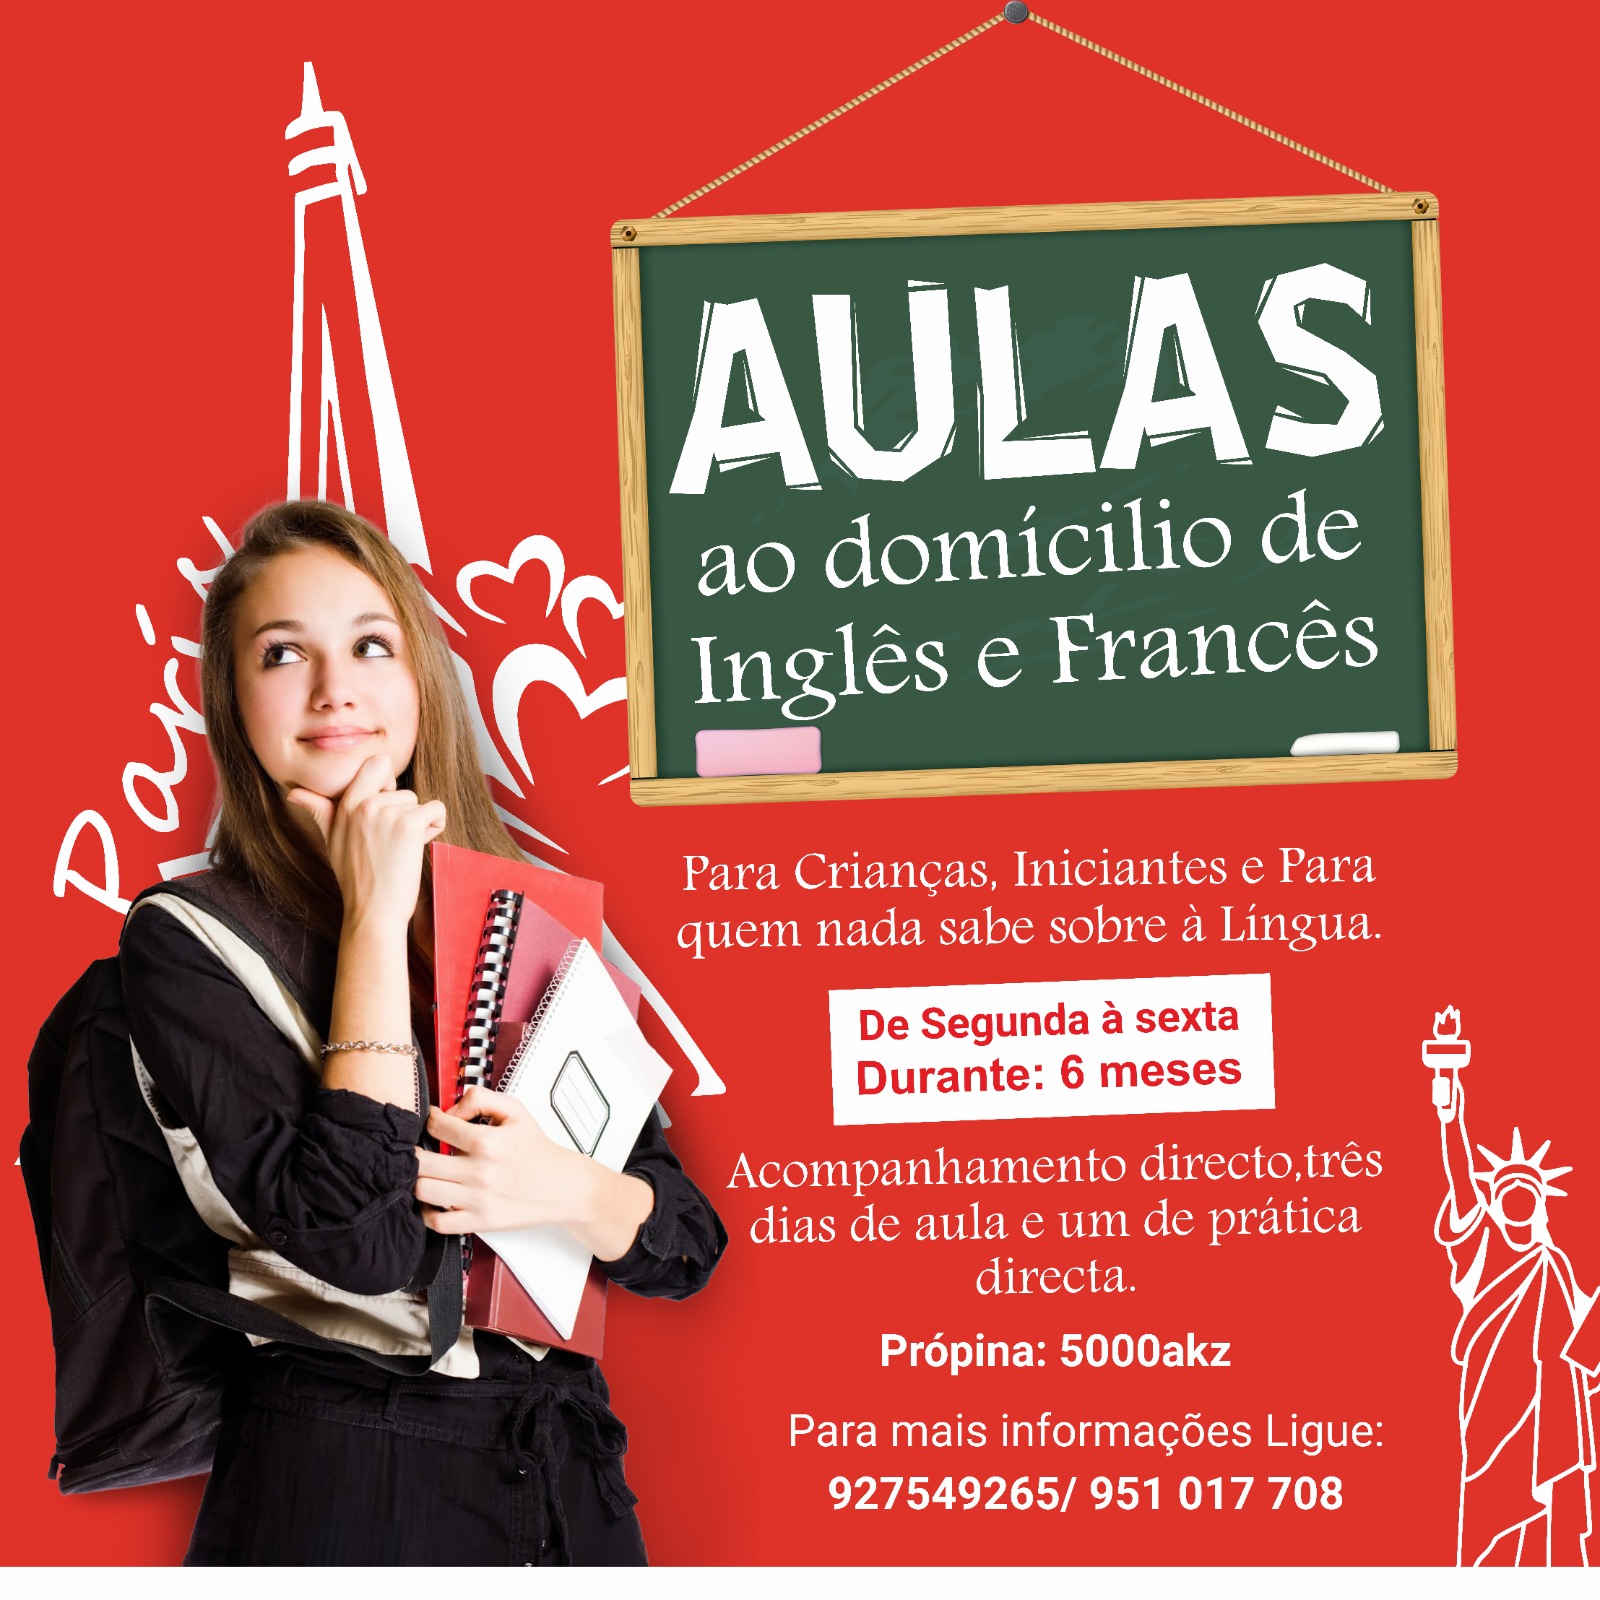 Paris
AULAS
ao domícilio de
Inglês e Francês
Para Crianças, Iniciantes e Para
quem nada sabe sobre à Língua.
De Segunda à sexta
Durante: 6 meses
Acompanhamento directo,três
dias de aula e um de prática
directa.
Própina: 5000akz
Para mais informações Ligue:
927549265/ 951 017 708